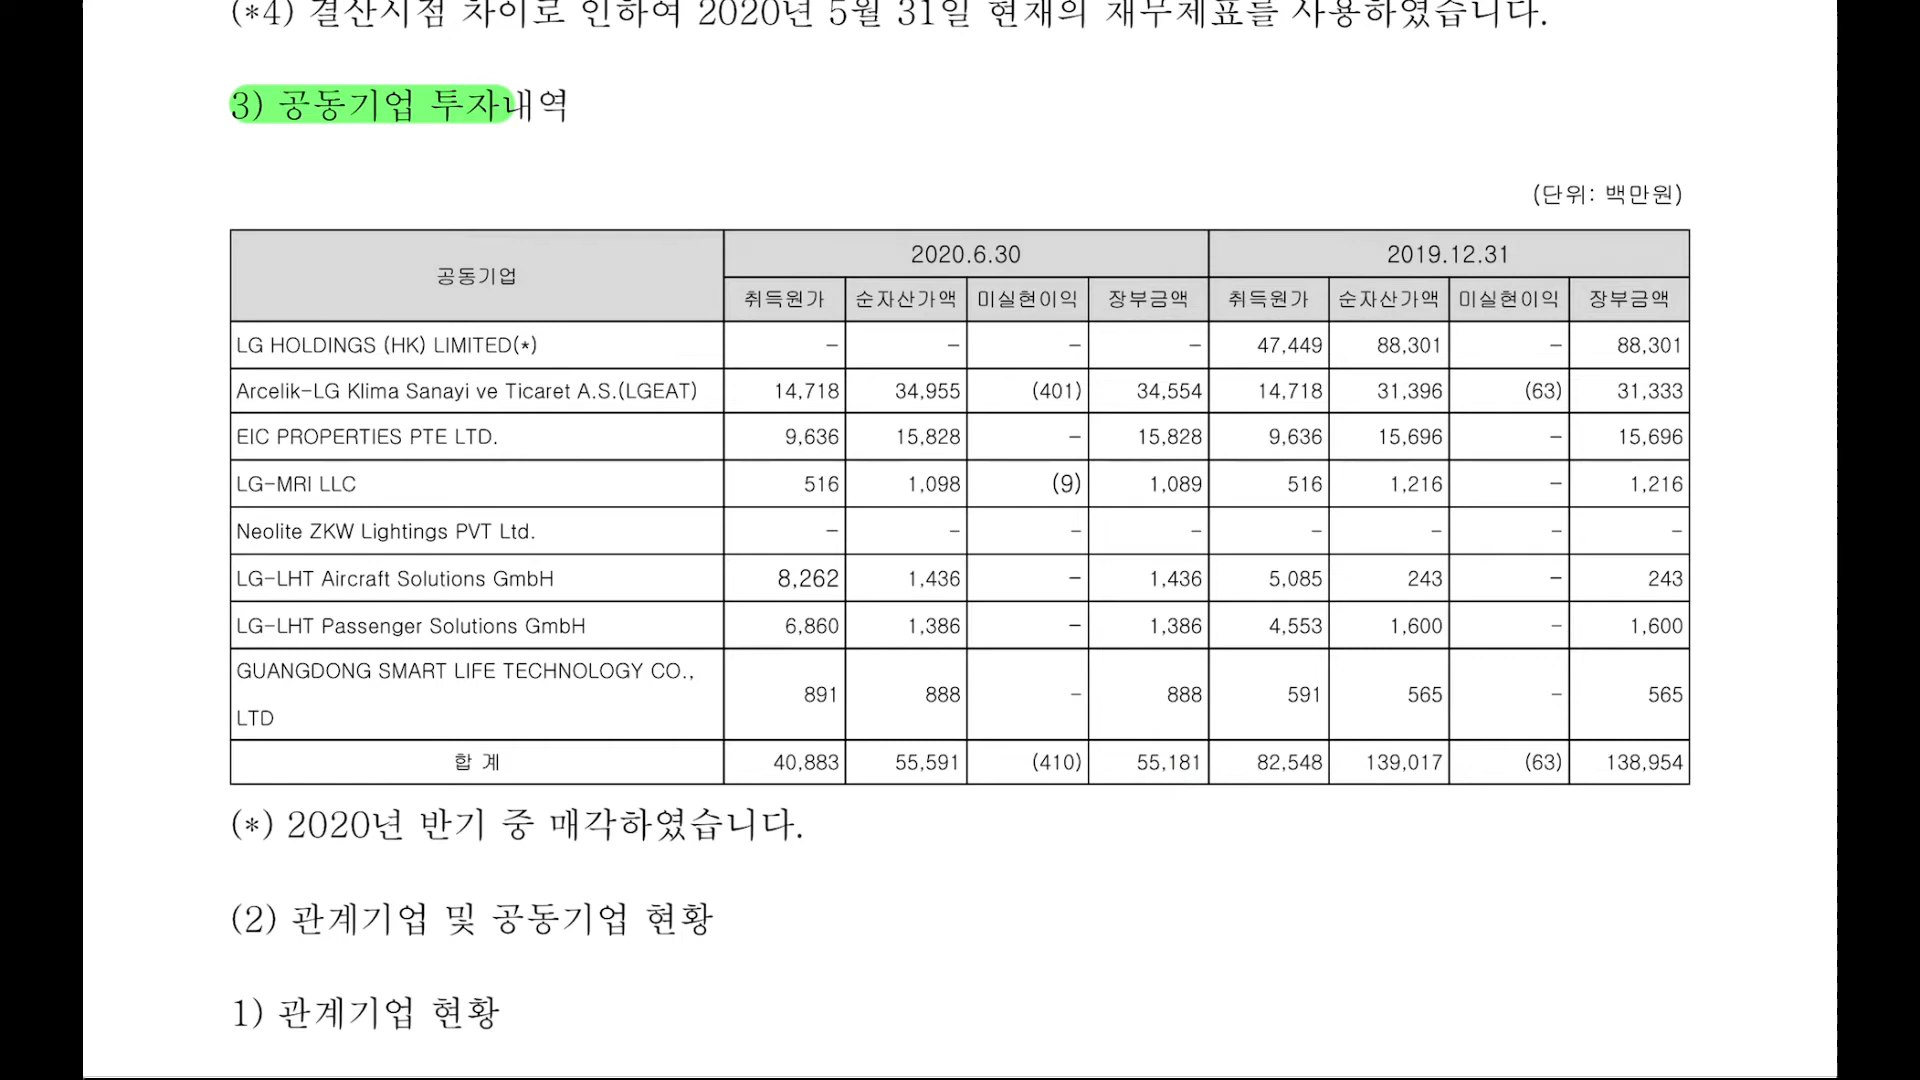 (*4) 결산시점 차이로 인하여 2020년 5월 31일 현재의 재무제표를 사용하였습니다.
3) 공동기업 투자내역
(단위: 백만원)
공동기업 2020.6.30 2019.12.31
취득원가 순자산가액 미실현이익 장부금액 취득원가 순자산가액 미실현이익 장부금액
LG HOLDINGS (HK) LIMITED(*) – – – – 47,449 88,301 – 88,301
Arcelik-LG Klima Sanayi ve Ticaret A.S.(LGEAT) 14,718 34,955 (401) 34,554 14,718 31,396 (63) 31,333
EIC PROPERTIES PTE LTD. 9,636 15,828 – 15,828 9,636 15,696 – 15,696
LG-MRI LLC 516 1,098 (9) 1,089 516 1,216 – 1,216
Neolite ZKW Lightings PVT Ltd. – – – – – – – –
LG-LHT Aircraft Solutions GmbH 8,262 1,436 – 1,436 5,085 243 – 243
LG-LHT Passenger Solutions GmbH 6,860 1,386 – 1,386 4,553 1,600 – 1,600
GUANGDONG SMART LIFE TECHNOLOGY CO.,
LTD 891 888 – 888 591 565 – 565
합 계 40,883 55,591 (410) 55,181 82,548 139,017 (63) 138,954
(*) 2020년 반기 중 매각하였습니다.
(2) 관계기업 및 공동기업 현황
1) 관계기업 현황